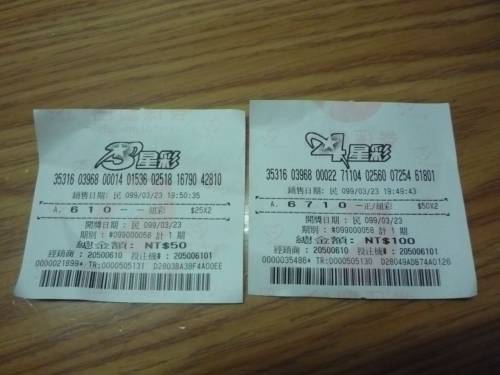 3星彩
35316 03968 00014 01536 02518 16790 42810
銷售日期: 民 099/03/23 19:50:35
A. 6 1 0 — — 組彩 $25X2
開獎日期 : 民 099/03/23
期別 : #099000058 計 1 期
總金額: NT$50
經銷商 : 20500610 投注機# : 205006101
0000021999* TR:0000505131 D2803BA3BF4A00EE
4星彩
35316 03968 00022 71104 02560 07254 61801
銷售日期: 民 099/03/23 19:49:43
A. 6 7 1 0 — 正/組彩 $50X2
開獎日期 : 民 099/03/23
期別 : #099000058 計 1 期
總金額: NT$100
經銷商 : 20500610 投注機# : 205006101
0000035486* TR:0000505130 D28049ADB74A0126